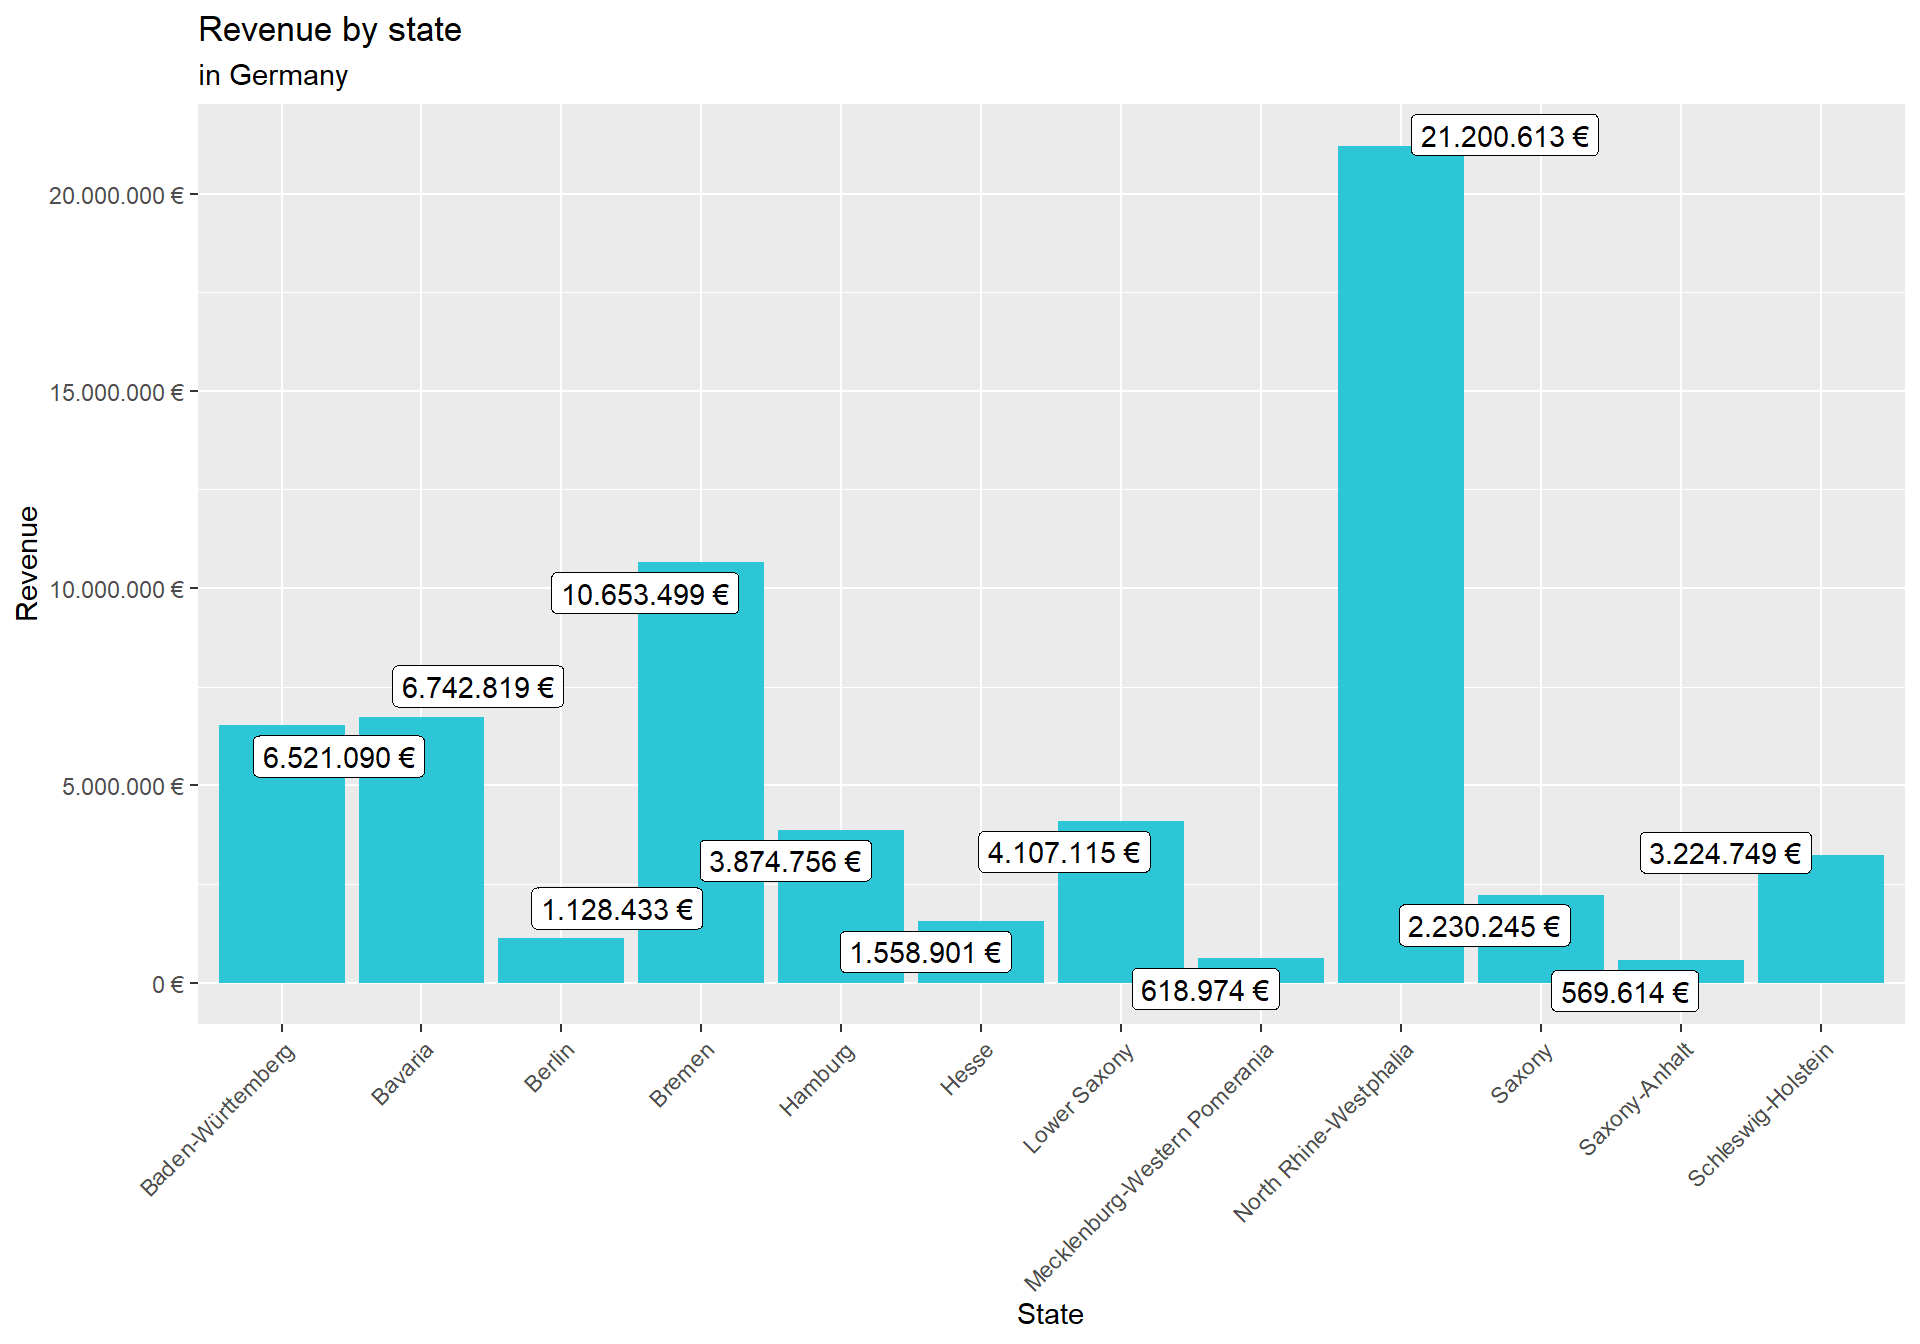 Revenue by state
in Germany
Revenue
20.000.000 €
15.000.000 €
10.000.000 €
5.000.000 €
0 €
21.200.613 €
10.653.499 €
6.742.819 €
6.521.090 €
3.874.756 €
4.107.115 €
3.224.749 €
1.128.433 €
2.230.245 €
1.558.901 €
618.974 €
569.614 €
Baden-Württemberg
Bavaria
Berlin
Bremen
Hamburg
Hesse
Lower Saxony
Mecklenburg-Western Pomerania
North Rhine-Westphalia
Saxony
Saxony-Anhalt
Schleswig-Holstein
State